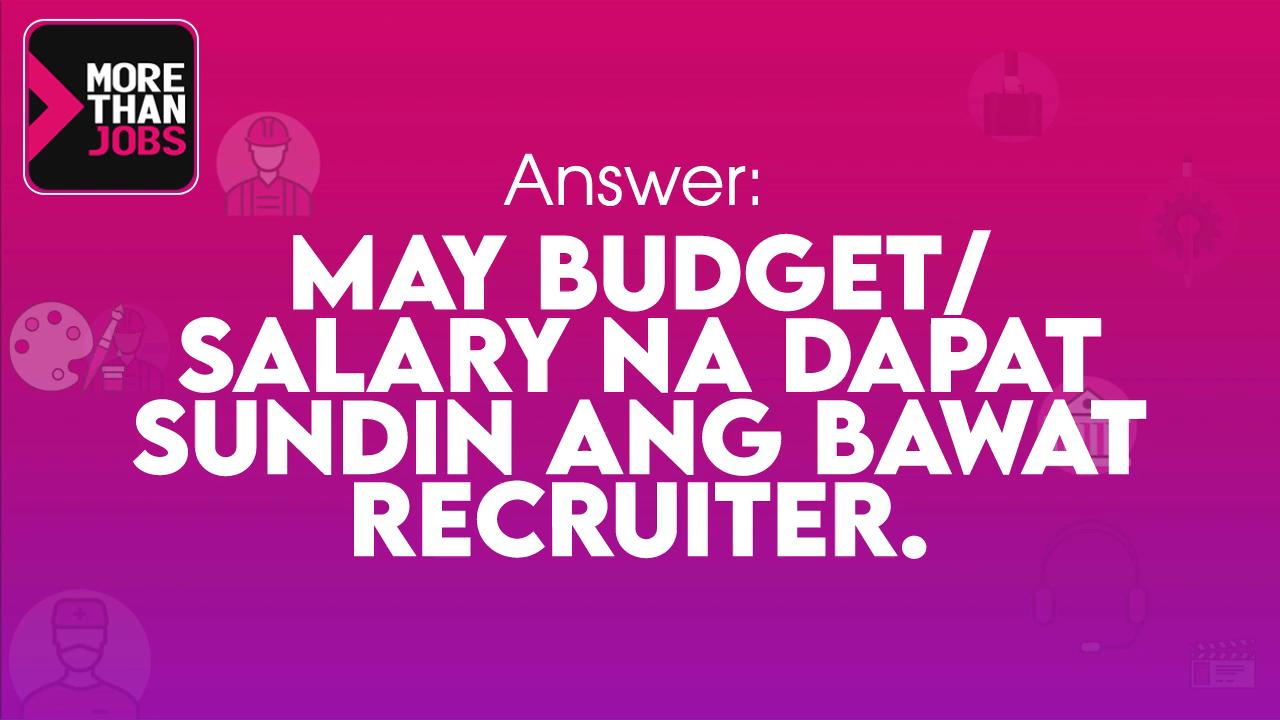 MORE
THAN
JOBS
Answer:
MAY BUDGET/
SALARY NA DAPAT
SUNDIN ANG BAWAT
RECRUITER.